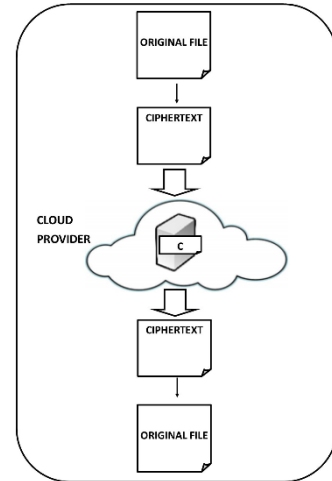 ORIGINAL FILE
CIPHERTEXT
CLOUD
PROVIDER
C
CIPHERTEXT
ORIGINAL FILE